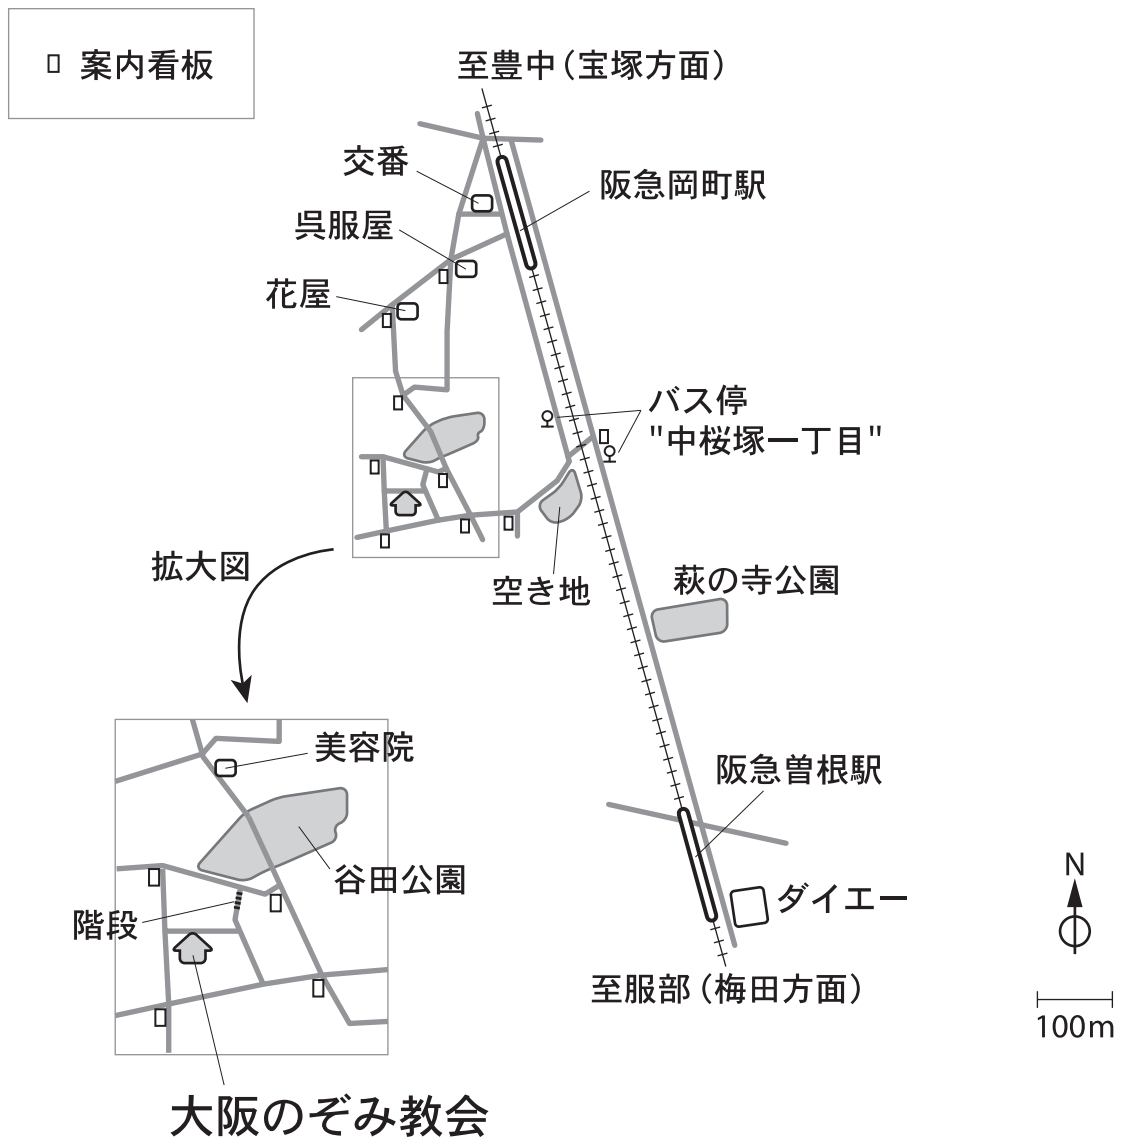 案内看板
至豊中（宝塚方面）
交番
阪急岡町駅
呉服屋
花屋
バス停
"中桜塚一丁目"
拡大図
空き地
萩の寺公園
美容院
阪急曽根駅
谷田公園
階段
N
ダイエー
至服部（梅田方面）
100m
大阪のぞみ教会